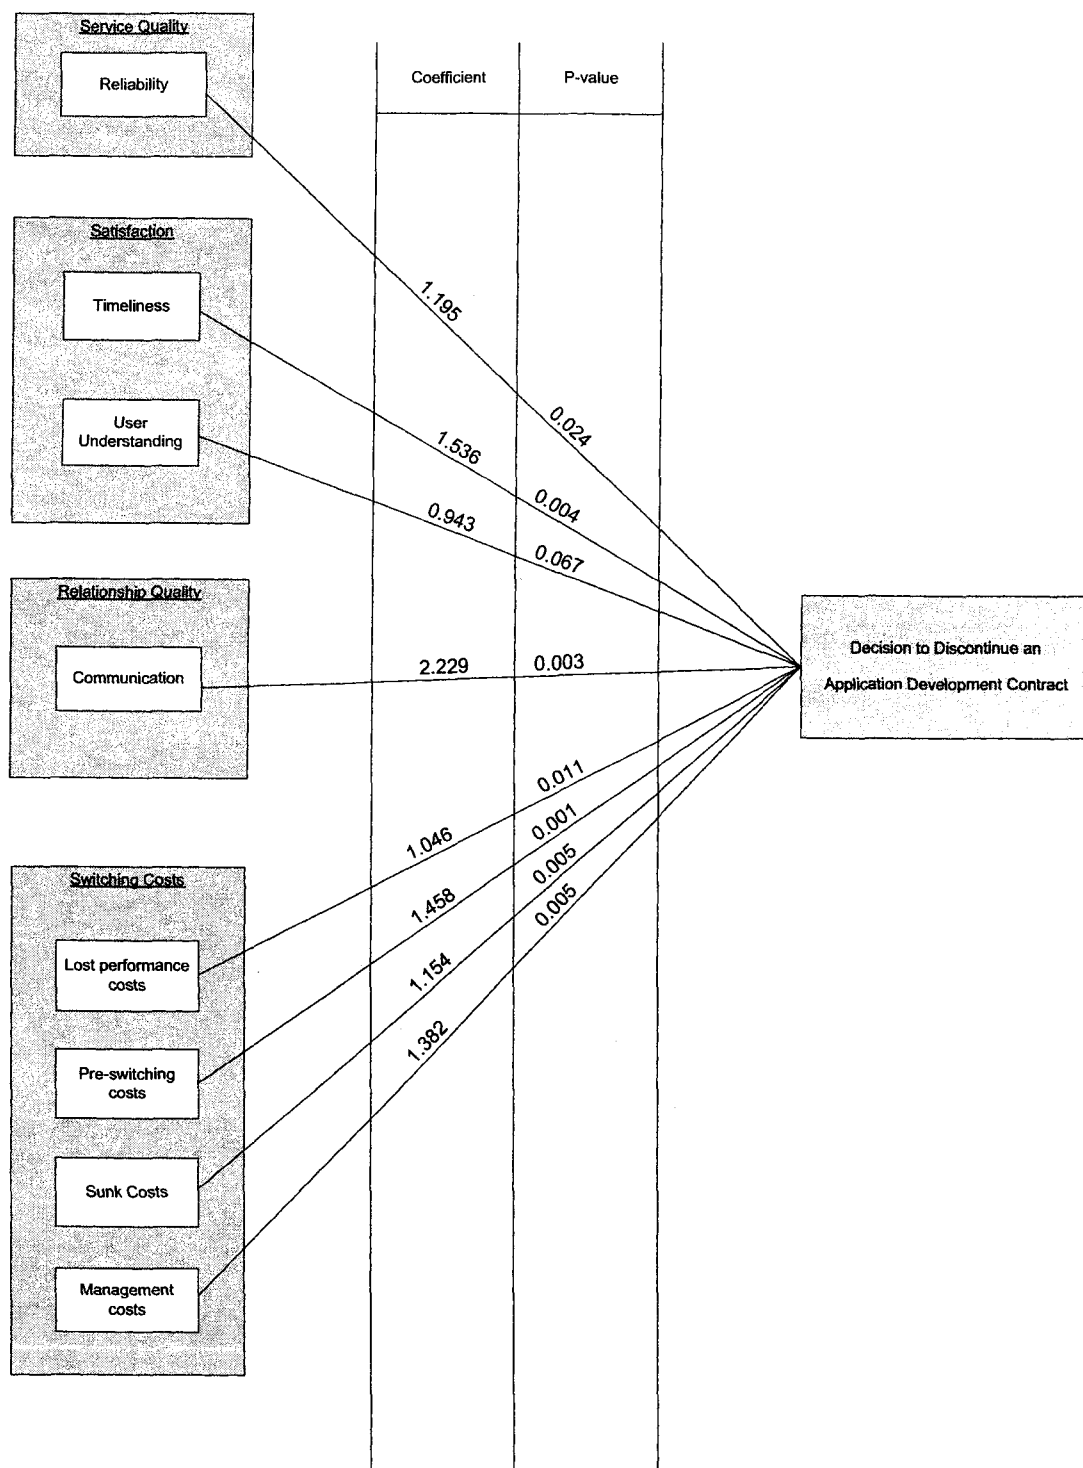 Service Quality
Reliability
Coefficient
P-value
Satisfaction
Timeliness
User
Understanding
1.195
0.024
1.536
0.004
0.943
0.067
Relationship Quality
Communication
2.229
0.003
Decision to Discontinue an
Application Development Contract
Switching Costs
Lost performance
costs
1.046
0.011
Pre-switching
costs
1.458
0.001
Sunk Costs
1.154
0.005
Management
costs
1.382
0.005